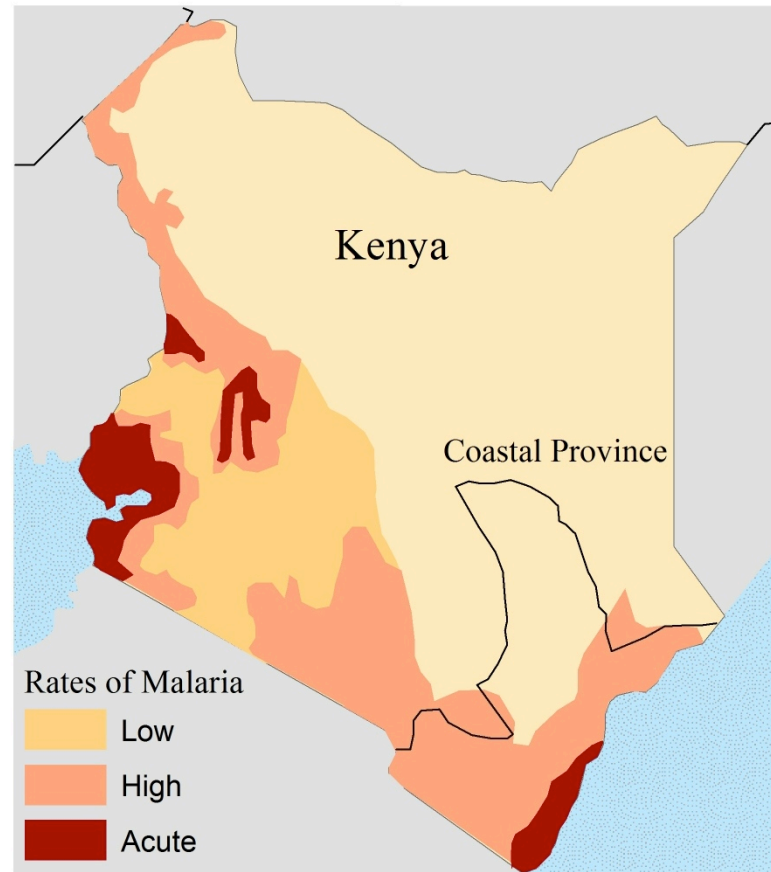 Kenya
Coastal Province
Rates of Malaria
Low
High
Acute